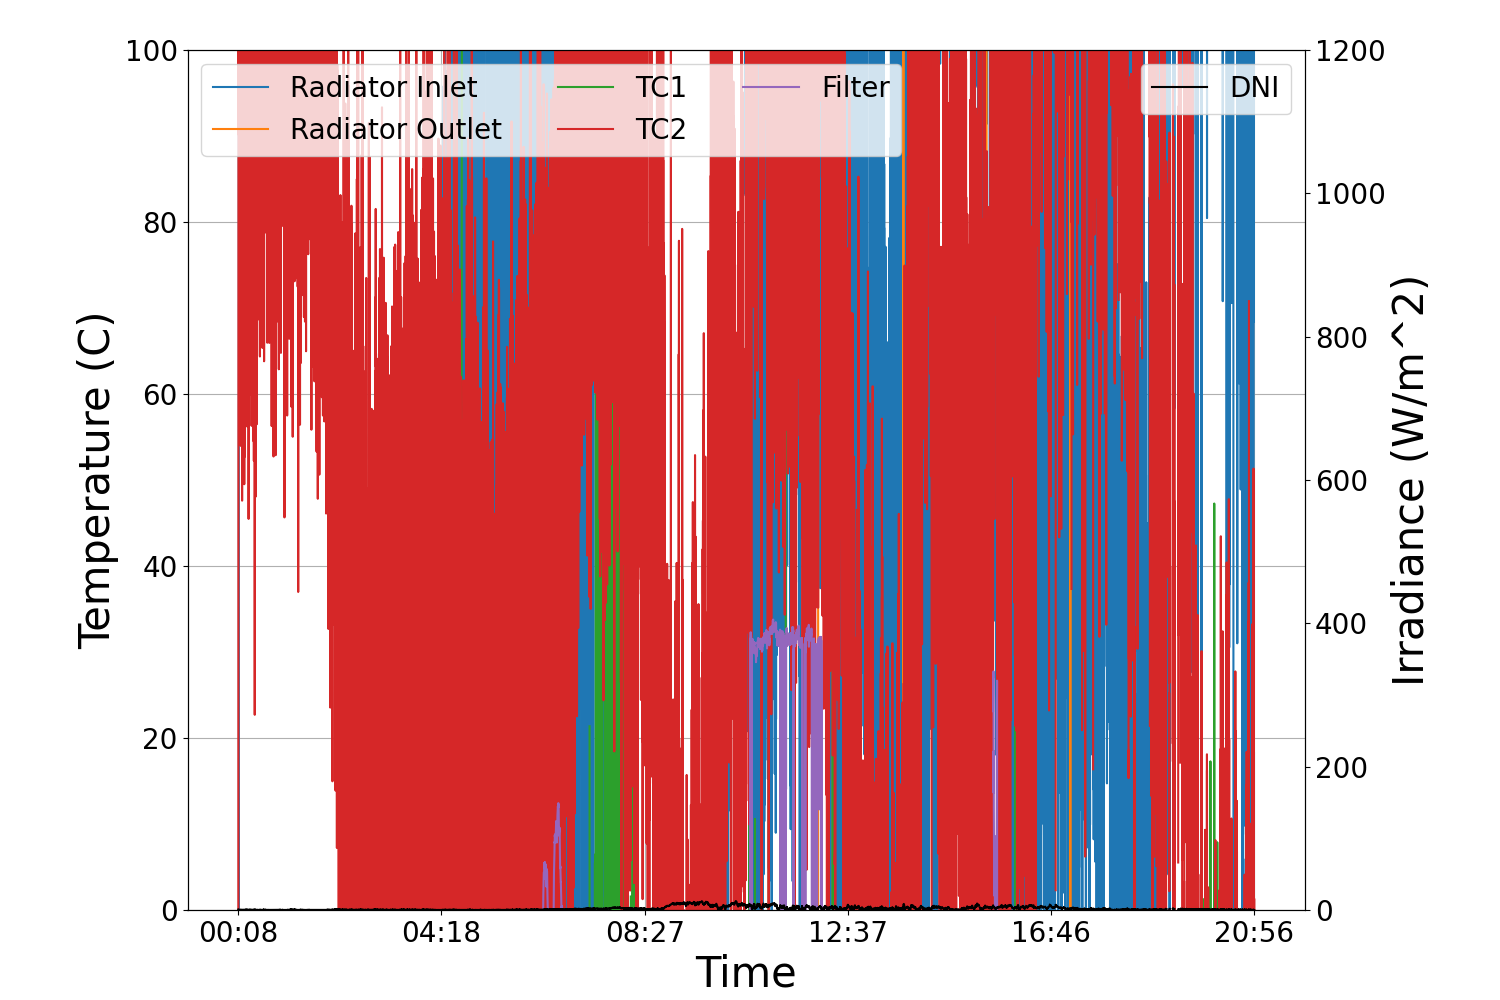 100
80
60
40
20
0
Temperature (C)
Radiator Inlet
Radiator Outlet
TC1
TC2
Filter
DNI
1200
1000
800
600
400
200
0
Irradiance (W/m^2)
00:08 04:18 08:27 12:37 16:46 20:56
Time